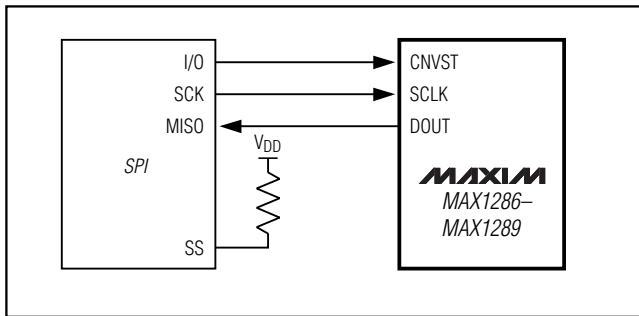 I/O
SCK
MISO
VDD
SPI
SS
CNVST
SCLK
DOUT
MAXIM
MAX1286–
MAX1289